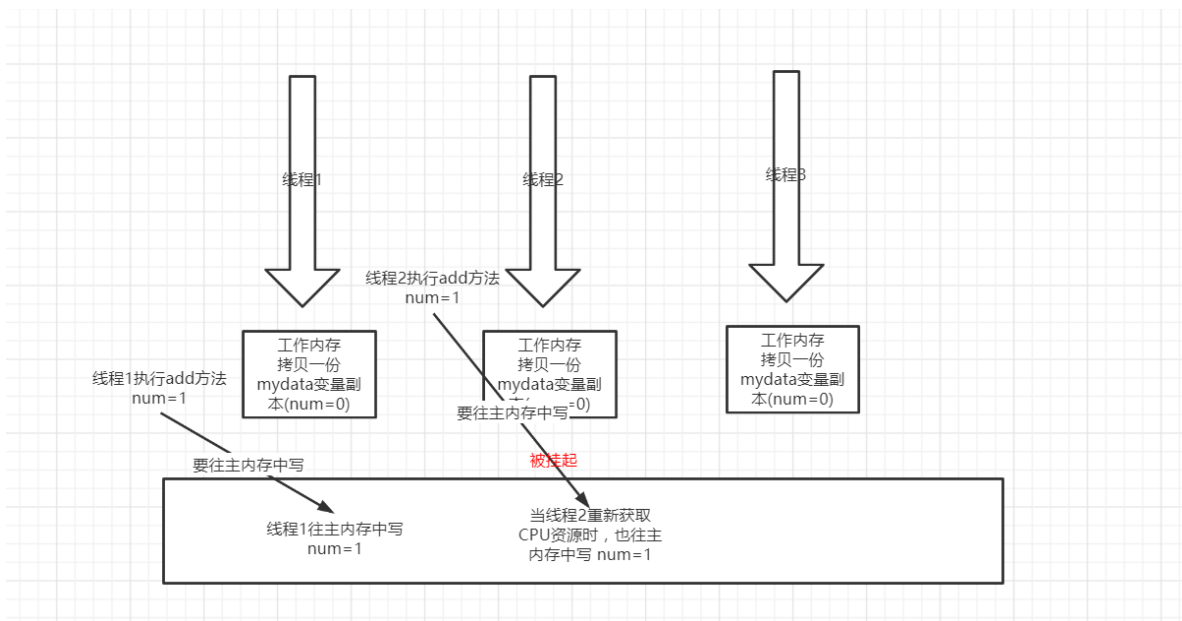 线程1
线程2
线程3
线程2执行add方法
num=1
工作内存
拷贝一份
mydata变量副
本(num=0)
工作内存
拷贝一份
mydata变量副
=0)
工作内存
拷贝一份
mydata变量副
本(num=0)
线程1执行add方法
num=1
要往主内存中写
要往主内存中写
被挂起
线程1往主内存中写
num=1
当线程2重新获取
CPU资源时，也往主
内存中写 num=1